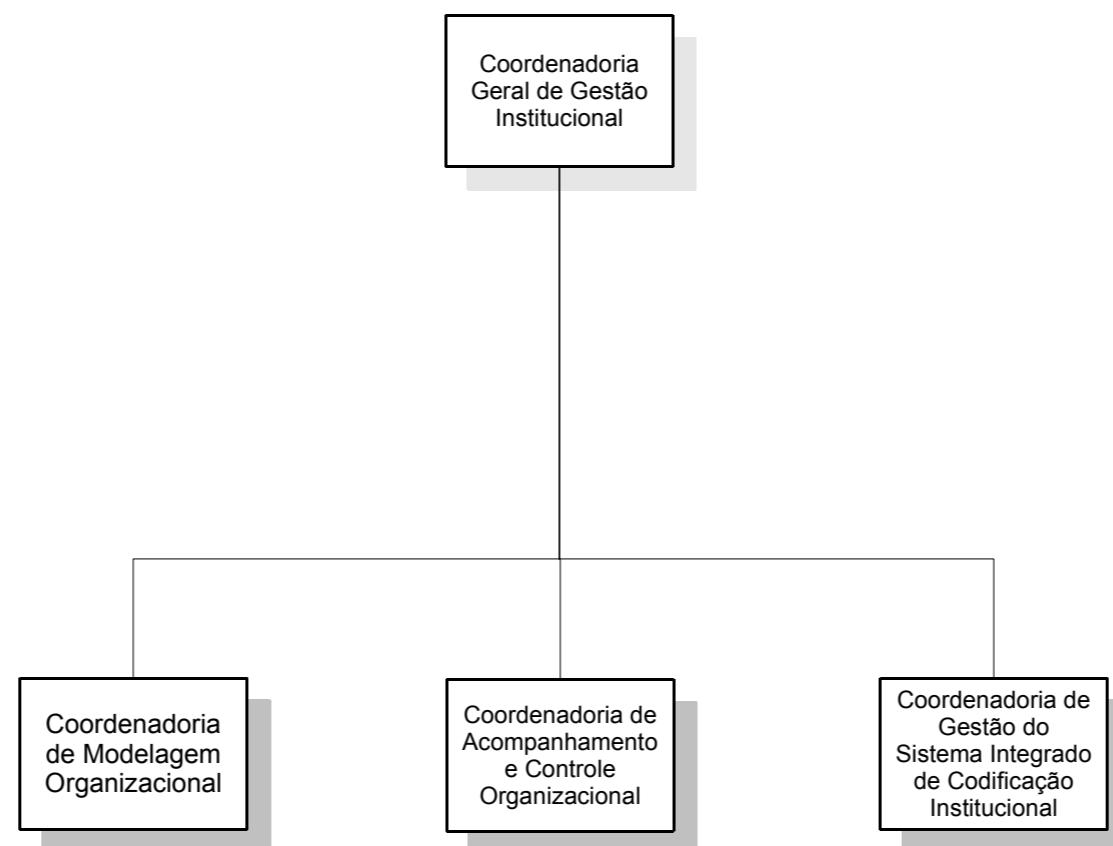 Coordenadoria
Geral de Gestão
Institucional
Coordenadoria
de Modelagem
Organizacional
Coordenadoria de
Acompanhamento
e Controle
Organizacional
Coordenadoria de
Gestão do
Sistema Integrado
de Codificação
Institucional